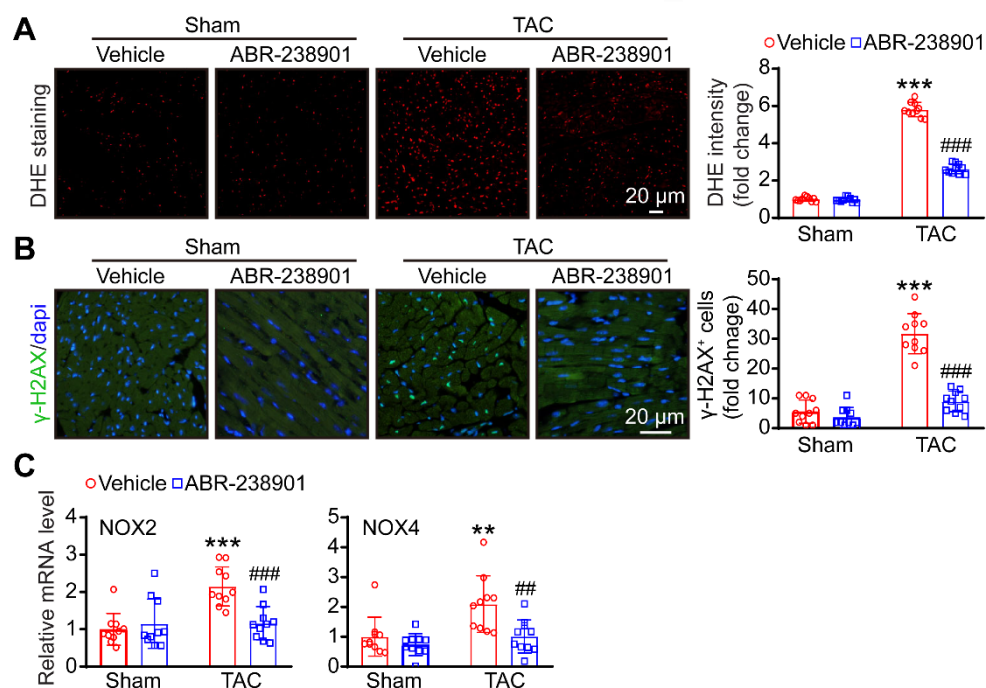 A
Sham
TAC
Vehicle
ABR-238901
Vehicle
ABR-238901
DHE staining
20 μm
Vehicle
ABR-238901
DHE intensity
(fold change)
8
6
4
2
0
***
###
Sham
TAC
B
Sham
TAC
Vehicle
ABR-238901
Vehicle
ABR-238901
γ-H2AX/dapi
20 μm
γ-H2AX⁺ cells
(fold chnage)
50
40
30
20
10
0
***
###
Sham
TAC
C
Vehicle
ABR-238901
Relative mRNA level
NOX2
4
3
2
1
0
***
###
Sham
TAC
NOX4
5
4
3
2
1
0
**
##
Sham
TAC